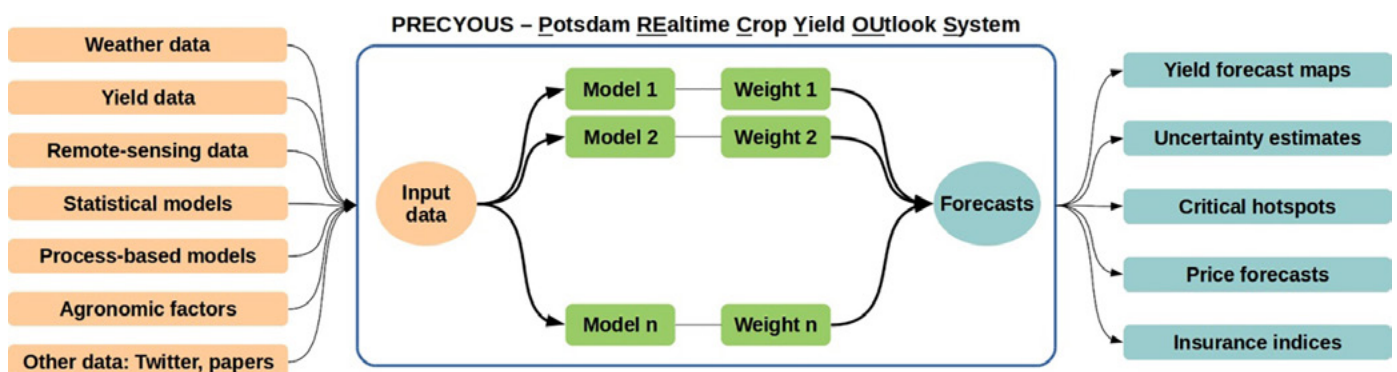 PRECYOUS – Potsdam REaltime Crop Yield OUtlook System
Weather data
Yield data
Remote-sensing data
Statistical models
Process-based models
Agronomic factors
Other data: Twitter, papers
Input
data
Model 1
Weight 1
Model 2
Weight 2
Model n
Weight n
Forecasts
Yield forecast maps
Uncertainty estimates
Critical hotspots
Price forecasts
Insurance indices